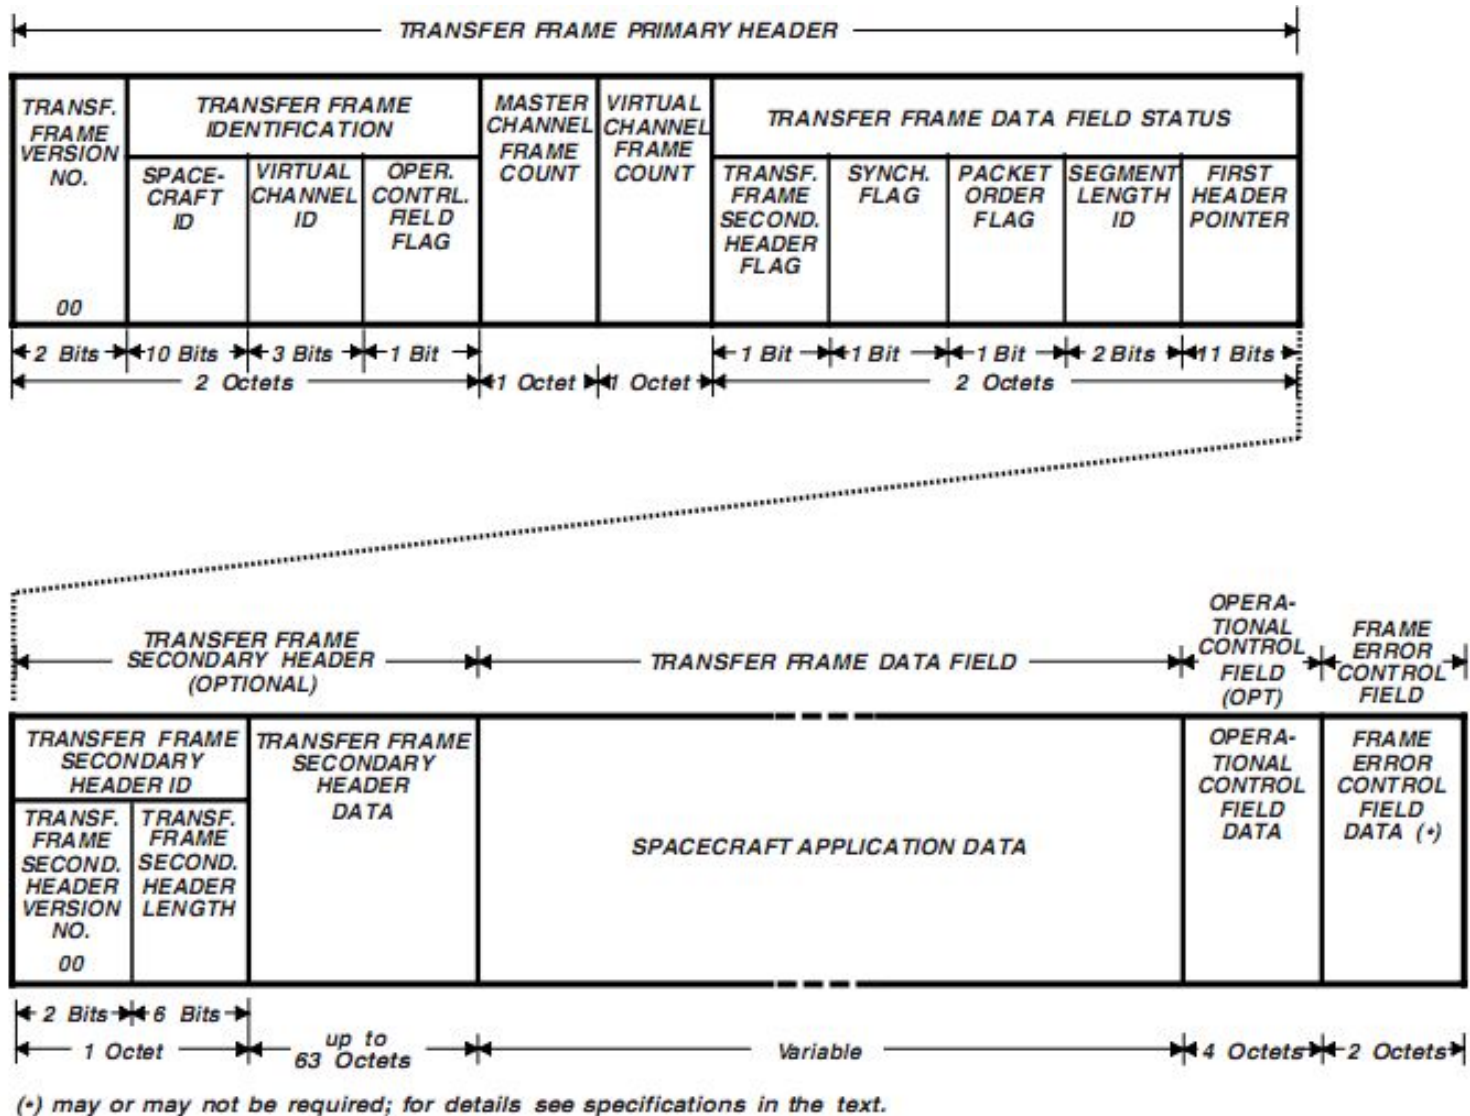 TRANSFER FRAME PRIMARY HEADER
TRANSF.
FRAME
VERSION
NO.
00
TRANSFER FRAME
IDENTIFICATION
SPACE-
CRAFT
ID
VIRTUAL
CHANNEL
ID
OPER.
CONTRL.
FIELD
FLAG
MASTER
CHANNEL
FRAME
COUNT
VIRTUAL
CHANNEL
FRAME
COUNT
TRANSFER FRAME DATA FIELD STATUS
TRANSF.
FRAME
SECOND.
HEADER
FLAG
SYNCH.
FLAG
PACKET
ORDER
FLAG
SEGMENT
LENGTH
ID
FIRST
HEADER
POINTER
2 Bits
10 Bits
3 Bits
1 Bit
1 Bit
1 Bit
1 Bit
2 Bits
11 Bits
2 Octets
1 Octet
1 Octet
2 Octets
TRANSFER FRAME
SECONDARY HEADER
(OPTIONAL)
TRANSFER FRAME DATA FIELD
OPERA-
TIONAL
CONTROL
FIELD
(OPT)
FRAME
ERROR
CONTROL
FIELD
TRANSFER FRAME
SECONDARY
HEADER ID
TRANSF.
FRAME
SECOND.
HEADER
VERSION
NO.
00
TRANSF.
FRAME
SECOND.
HEADER
LENGTH
TRANSFER FRAME
SECONDARY
HEADER
DATA
SPACECRAFT APPLICATION DATA
OPERA-
TIONAL
CONTROL
FIELD
DATA
FRAME
ERROR
CONTROL
FIELD
DATA (•)
2 Bits
6 Bits
1 Octet
up to
63 Octets
Variable
4 Octets
2 Octets
(•) may or may not be required; for details see specifications in the text.